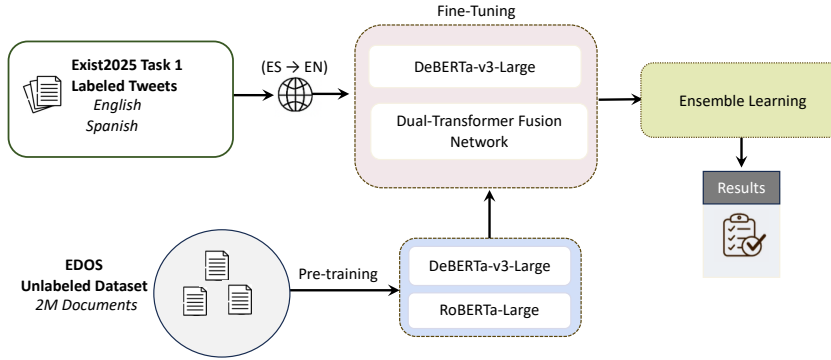 Fine-Tuning
Exist2025 Task 1
Labeled Tweets
English
Spanish
(ES → EN)
DeBERTa-v3-Large
Dual-Transformer Fusion
Network
Ensemble Learning
Results
EDOS
Unlabeled Dataset
2M Documents
Pre-training
DeBERTa-v3-Large
RoBERTa-Large